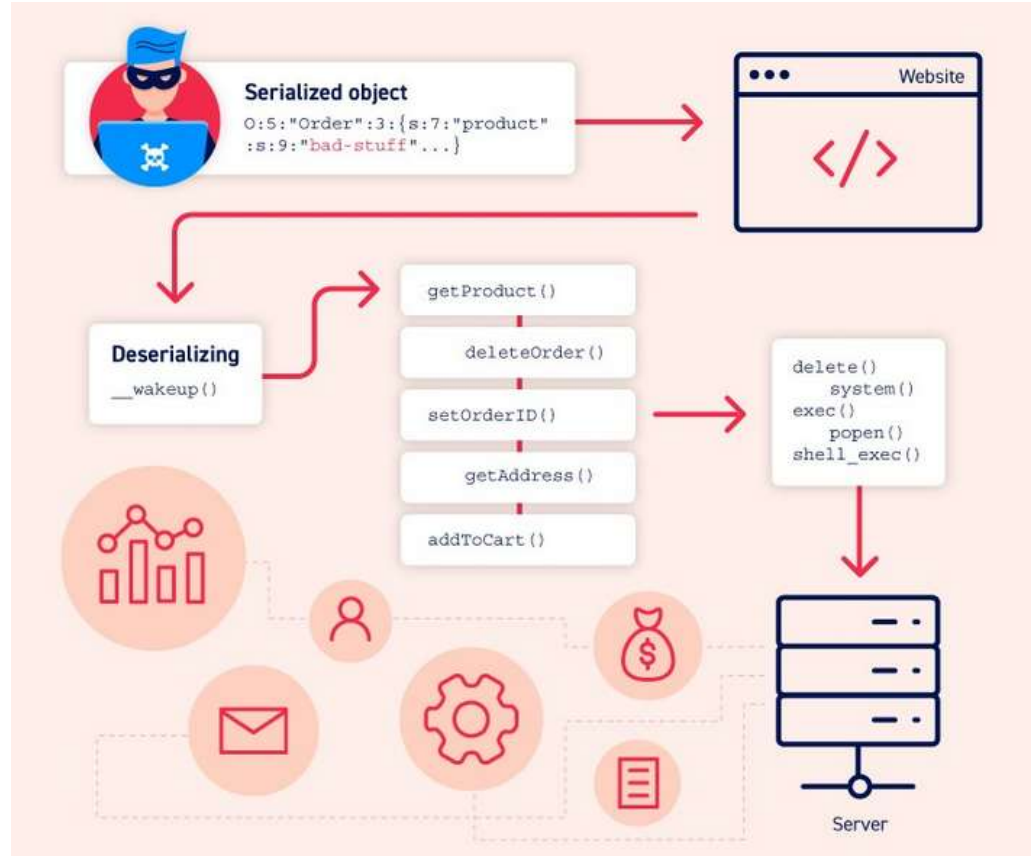 Serialized object
O:5:"Order":3:{s:7:"product"
:s:9:"bad-stuff"...}
Website
</>
Deserializing
__wakeup()
getProduct()
deleteOrder()
setOrderID()
getAddress()
addToCart()
delete()
system()
exec()
popen()
shell_exec()
$
Server